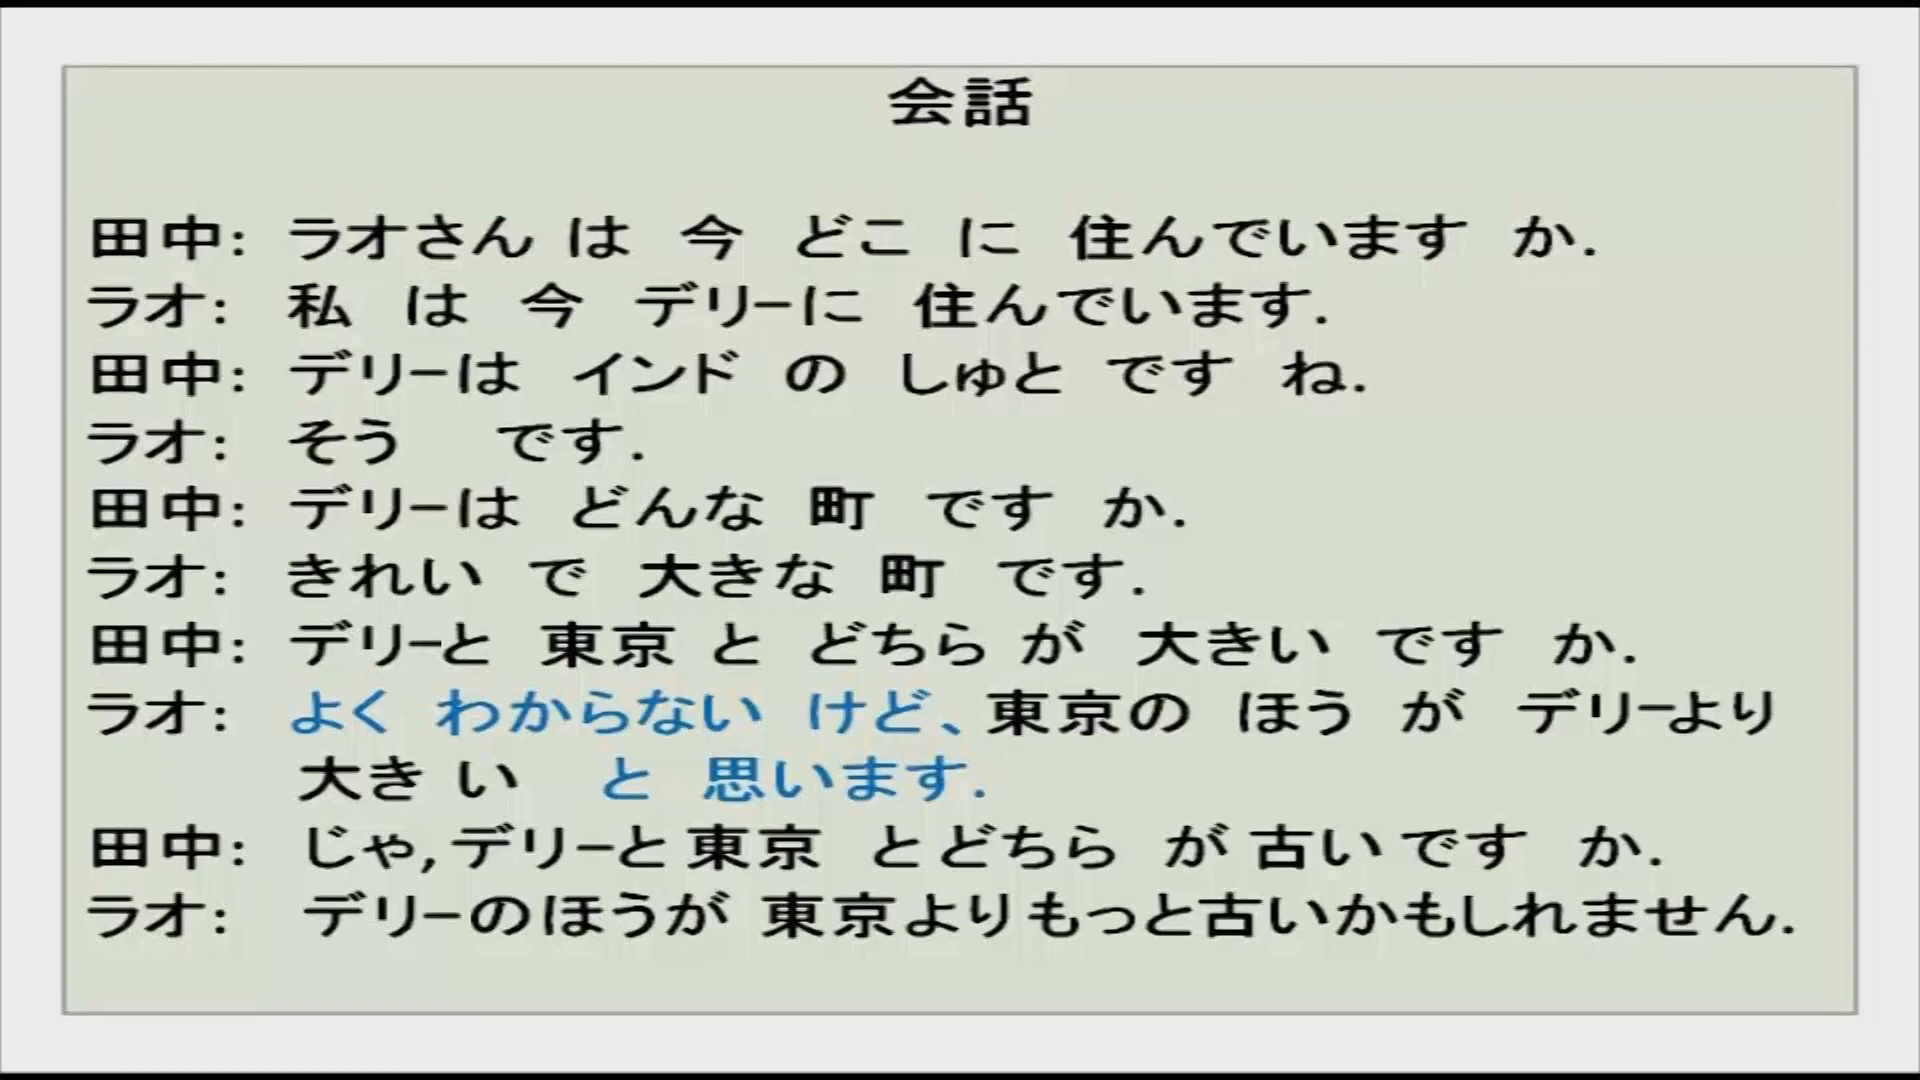 会話
田中: ラオさん は 今 どこ に 住んでいます か.
ラオ: 私 は 今 デリーに 住んでいます.
田中: デリーは インド の しゅと です ね.
ラオ: そう です.
田中: デリーは どんな 町 です か.
ラオ: きれい で 大きな 町 です.
田中: デリーと 東京 と どちら が 大きい です か.
ラオ: よく わからない けど、東京の ほう が デリーより
大き い と 思います.
田中: じゃ,デリーと東京 とどちら が 古いです か.
ラオ: デリーのほうが 東京よりもっと古いかもしれません.